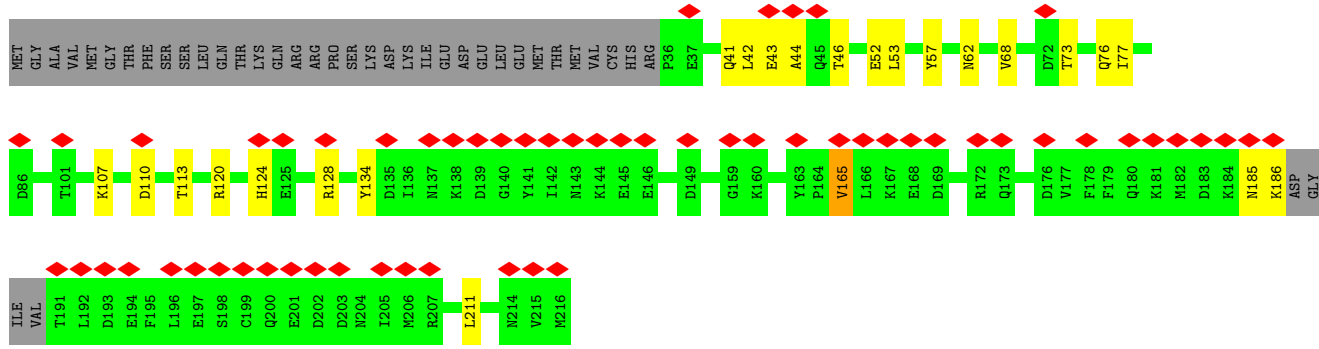 MET GLY ALA VAL MET GLY THR PHE SER SER LEU GLN THR LYS GLN ARG ARG PRO SER LYS ASP LYS ILE GLU ASP GLU LEU GLU MET THR MET VAL CYS HIS ARG P36 E37 Q41 L42 E43 A44 Q45 T46 E52 L53 Y57 N62 V68 D72 T73 Q76 I77
D86 T101 K107 D110 T113 R120 H124 E125 R128 Y134 D135 I136 N137 K138 D139 G140 Y141 I142 N143 K144 E145 E146 D149 G159 K160 Y163 P164 V165 L166 K167 E168 D169 R172 Q173 D176 V177 F178 F179 Q180 K181 M182 D183 K184 N185 K186 ASP GLY
ILE VAL T191 L192 D193 E194 F195 L196 E197 S198 C199 Q200 E201 D202 D203 N204 I205 M206 R207 L211 N214 V215 M216